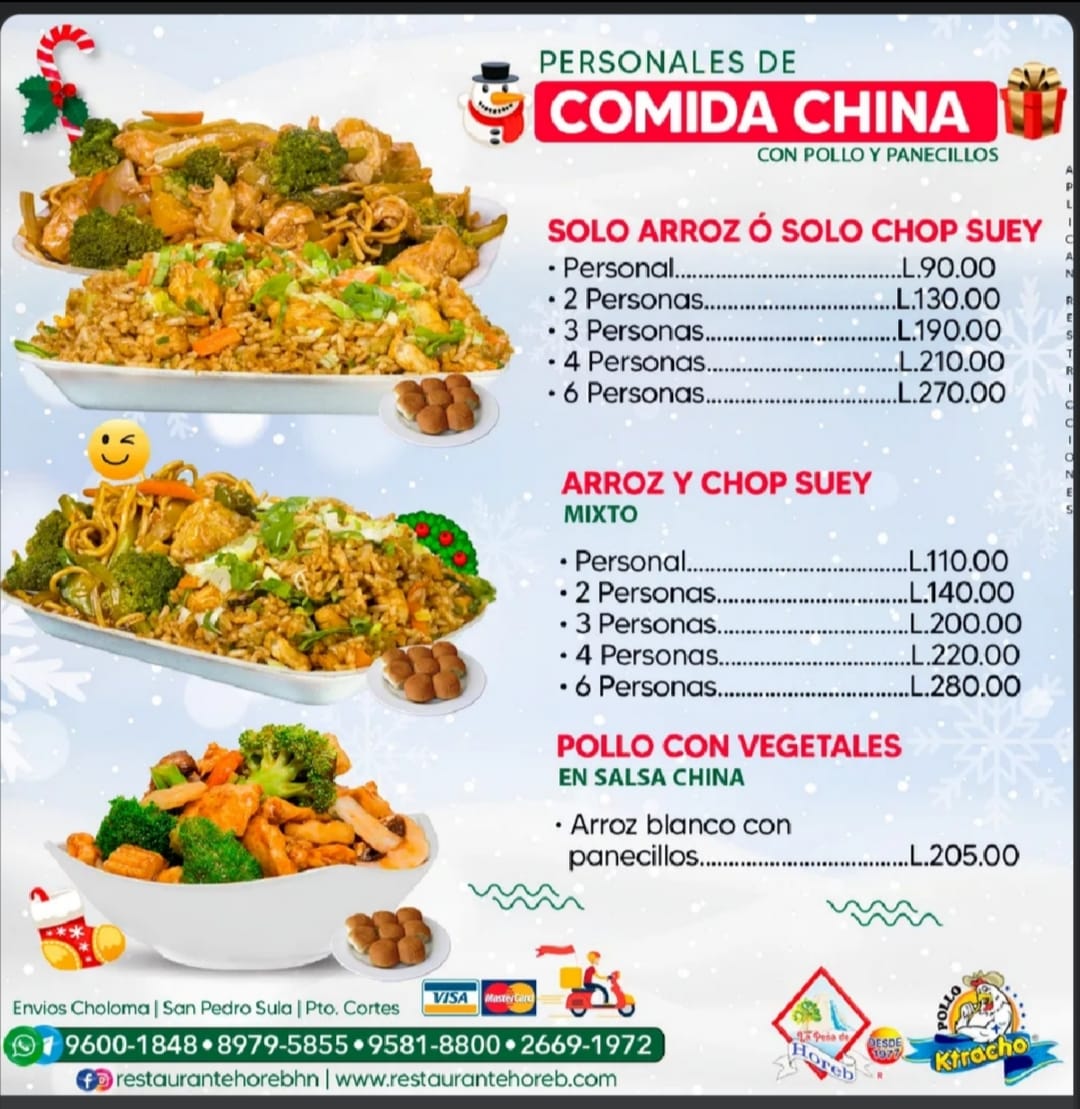 PERSONALES DE
COMIDA CHINA
CON POLLO Y PANECILLOS
APLICAN RESTRICCIONES
SOLO ARROZ Ó SOLO CHOP SUEY
• Personal..........................................L.90.00
• 2 Personas...................................L.130.00
• 3 Personas...................................L.190.00
• 4 Personas...................................L.210.00
• 6 Personas...................................L.270.00
ARROZ Y CHOP SUEY
MIXTO
• Personal........................................L.110.00
• 2 Personas...................................L.140.00
• 3 Personas...................................L.200.00
• 4 Personas...................................L.220.00
• 6 Personas...................................L.280.00
POLLO CON VEGETALES
EN SALSA CHINA
• Arroz blanco con
panecillos.......................................L.205.00
Envios Choloma | San Pedro Sula | Pto. Cortes
VISA
MasterCard
9600-1848 • 8979-5855 • 9581-8800 • 2669-1972
restaurantehorebhn | www.restaurantehoreb.com
La Peña de
Horeb
DESDE
1977
POLLO
Ktracho